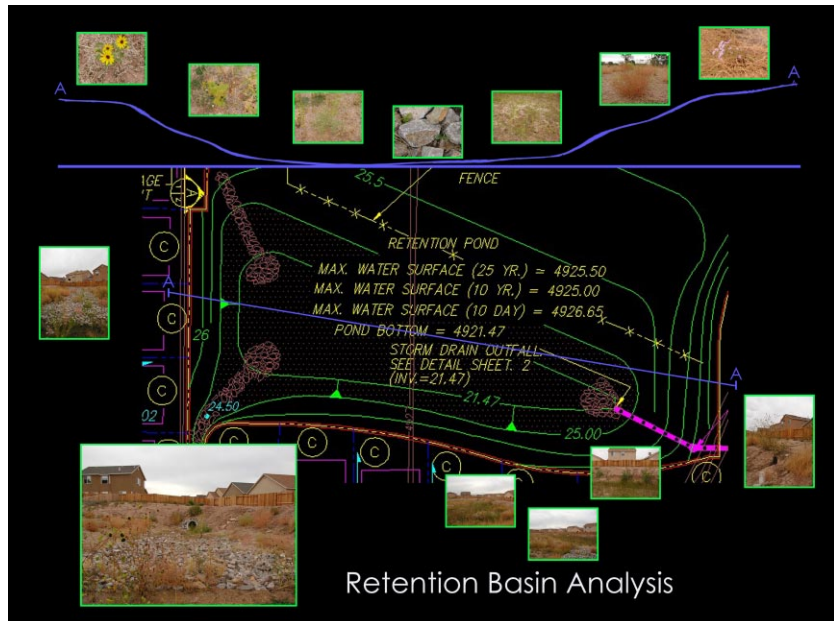 A
A
25.5
FENCE
AGE
A
C
RETENTION POND
MAX. WATER SURFACE (25 YR.) = 4925.50
MAX. WATER SURFACE (10 YR.) = 4925.00
MAX. WATER SURFACE (10 DAY) = 4926.65
POND BOTTOM = 4921.47
STORM DRAIN OUTFALL.
SEE DETAIL SHEET. 2
(INV.=21.47)
A
C
26
C
A
21.47
24.50
02
C
25.00
C
C
C
C
C
C
Retention Basin Analysis